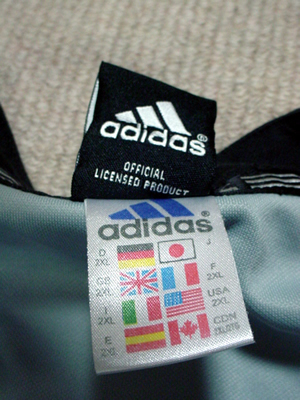 adidas®
OFFICIAL
LICENSED PRODUCT
adidas
D J
2XL
GB F
2XL 2XL
I USA
2XL 2XL
E CDN
2XL